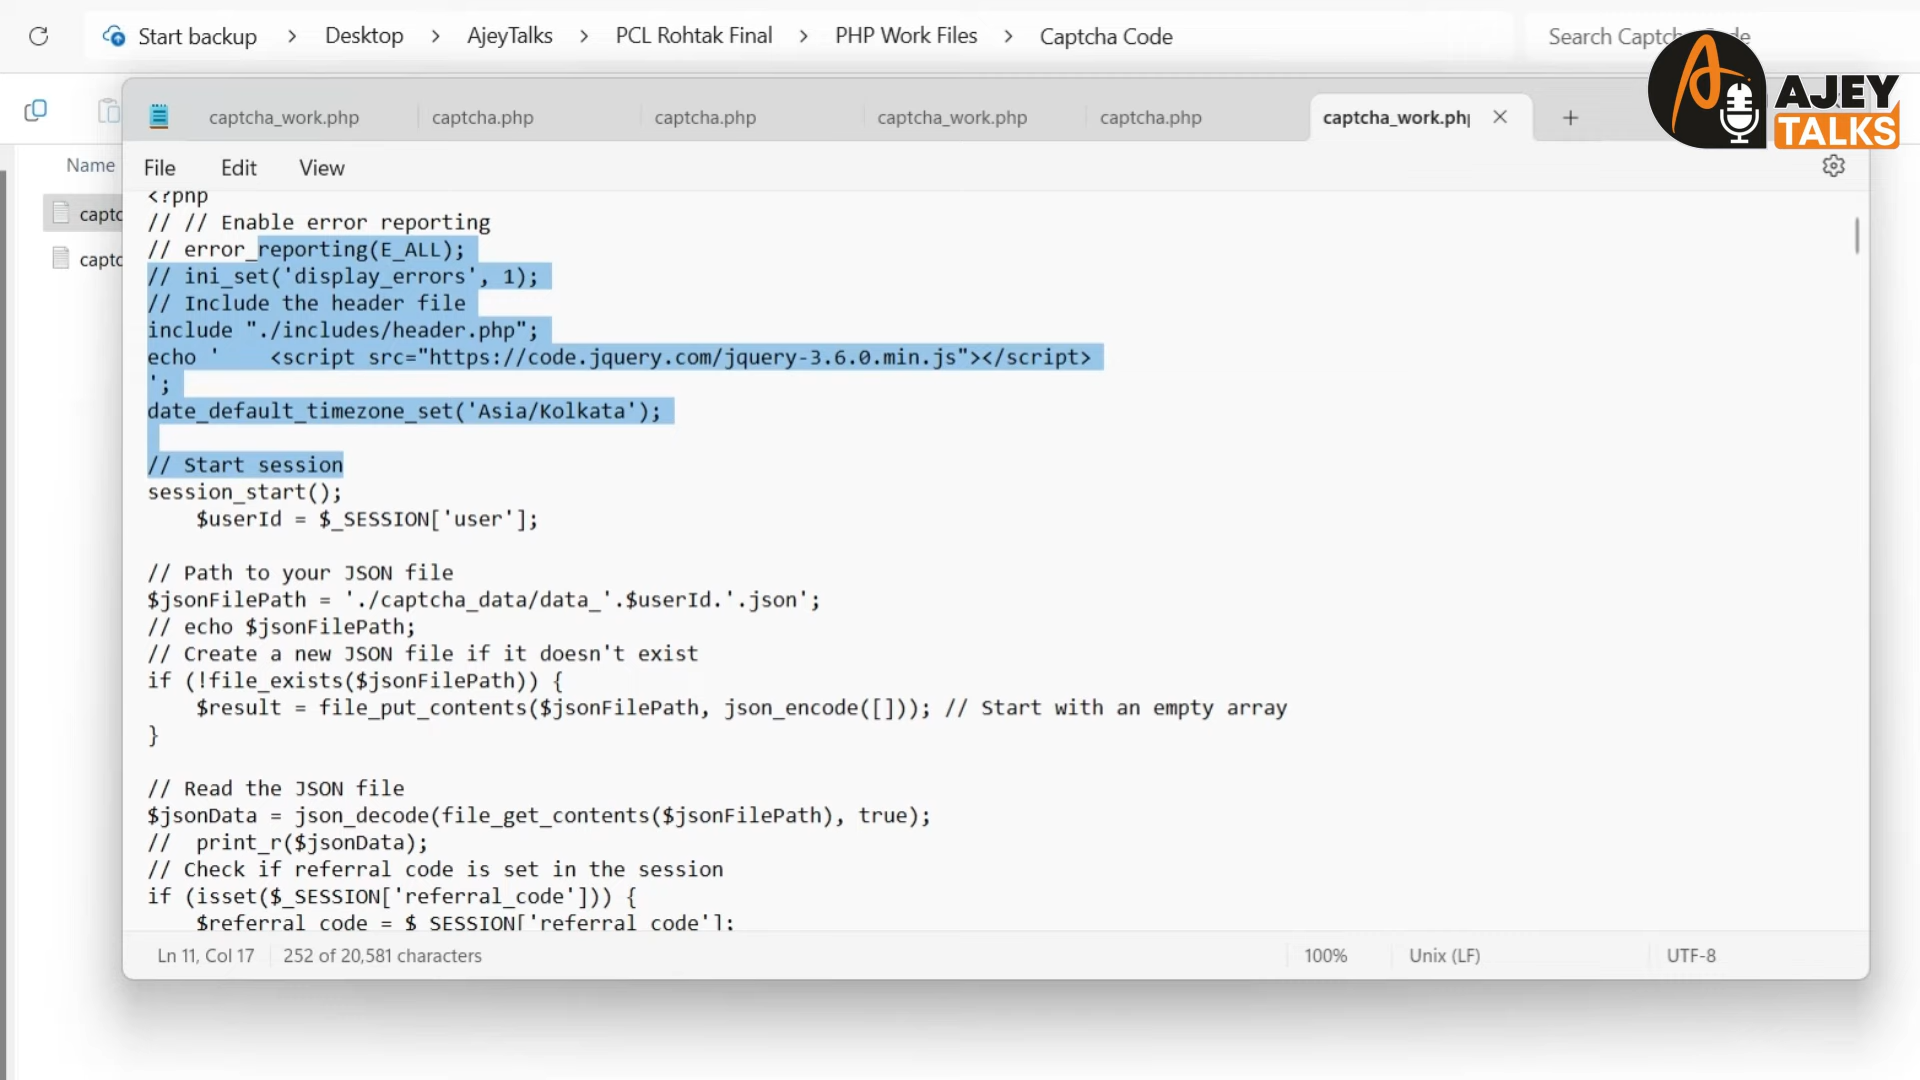 Start backup > Desktop > AjeyTalks > PCL Rohtak Final > PHP Work Files > Captcha Code
Search Captcha Code
AJEY
TALKS
captcha_work.php captcha.php captcha.php captcha_work.php captcha.php captcha_work.php
File Edit View
Name
captc
captc
<?php
// // Enable error reporting
// error_reporting(E_ALL);
// ini_set('display_errors', 1);
// Include the header file
include "./includes/header.php";
echo '    <script src="https://code.jquery.com/jquery-3.6.0.min.js"></script>
';
date_default_timezone_set('Asia/Kolkata');
// Start session
session_start();
    $userId = $_SESSION['user'];
// Path to your JSON file
$jsonFilePath = './captcha_data/data_'.$userId.'.json';
// echo $jsonFilePath;
// Create a new JSON file if it doesn't exist
if (!file_exists($jsonFilePath)) {
    $result = file_put_contents($jsonFilePath, json_encode([])); // Start with an empty array
}
// Read the JSON file
$jsonData = json_decode(file_get_contents($jsonFilePath), true);
//  print_r($jsonData);
// Check if referral code is set in the session
if (isset($_SESSION['referral_code'])) {
    $referral_code = $_SESSION['referral_code'];
Ln 11, Col 17 252 of 20,581 characters 100% Unix (LF) UTF-8